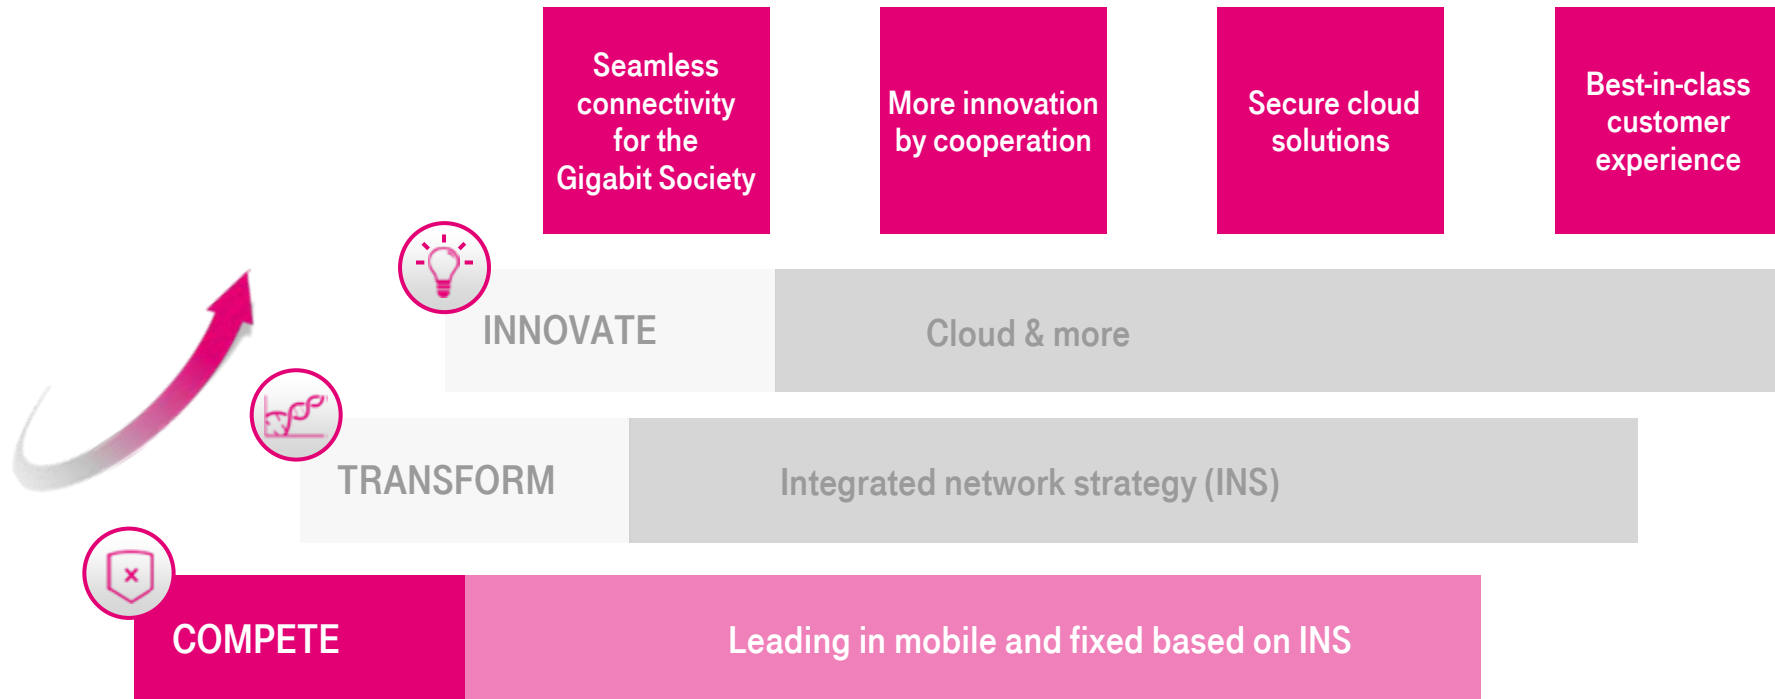 Seamless
connectivity
for the
Gigabit Society
More innovation
by cooperation
Secure cloud
solutions
Best-in-class
customer
experience
INNOVATE
Cloud & more
TRANSFORM
Integrated network strategy (INS)
COMPETE
Leading in mobile and fixed based on INS